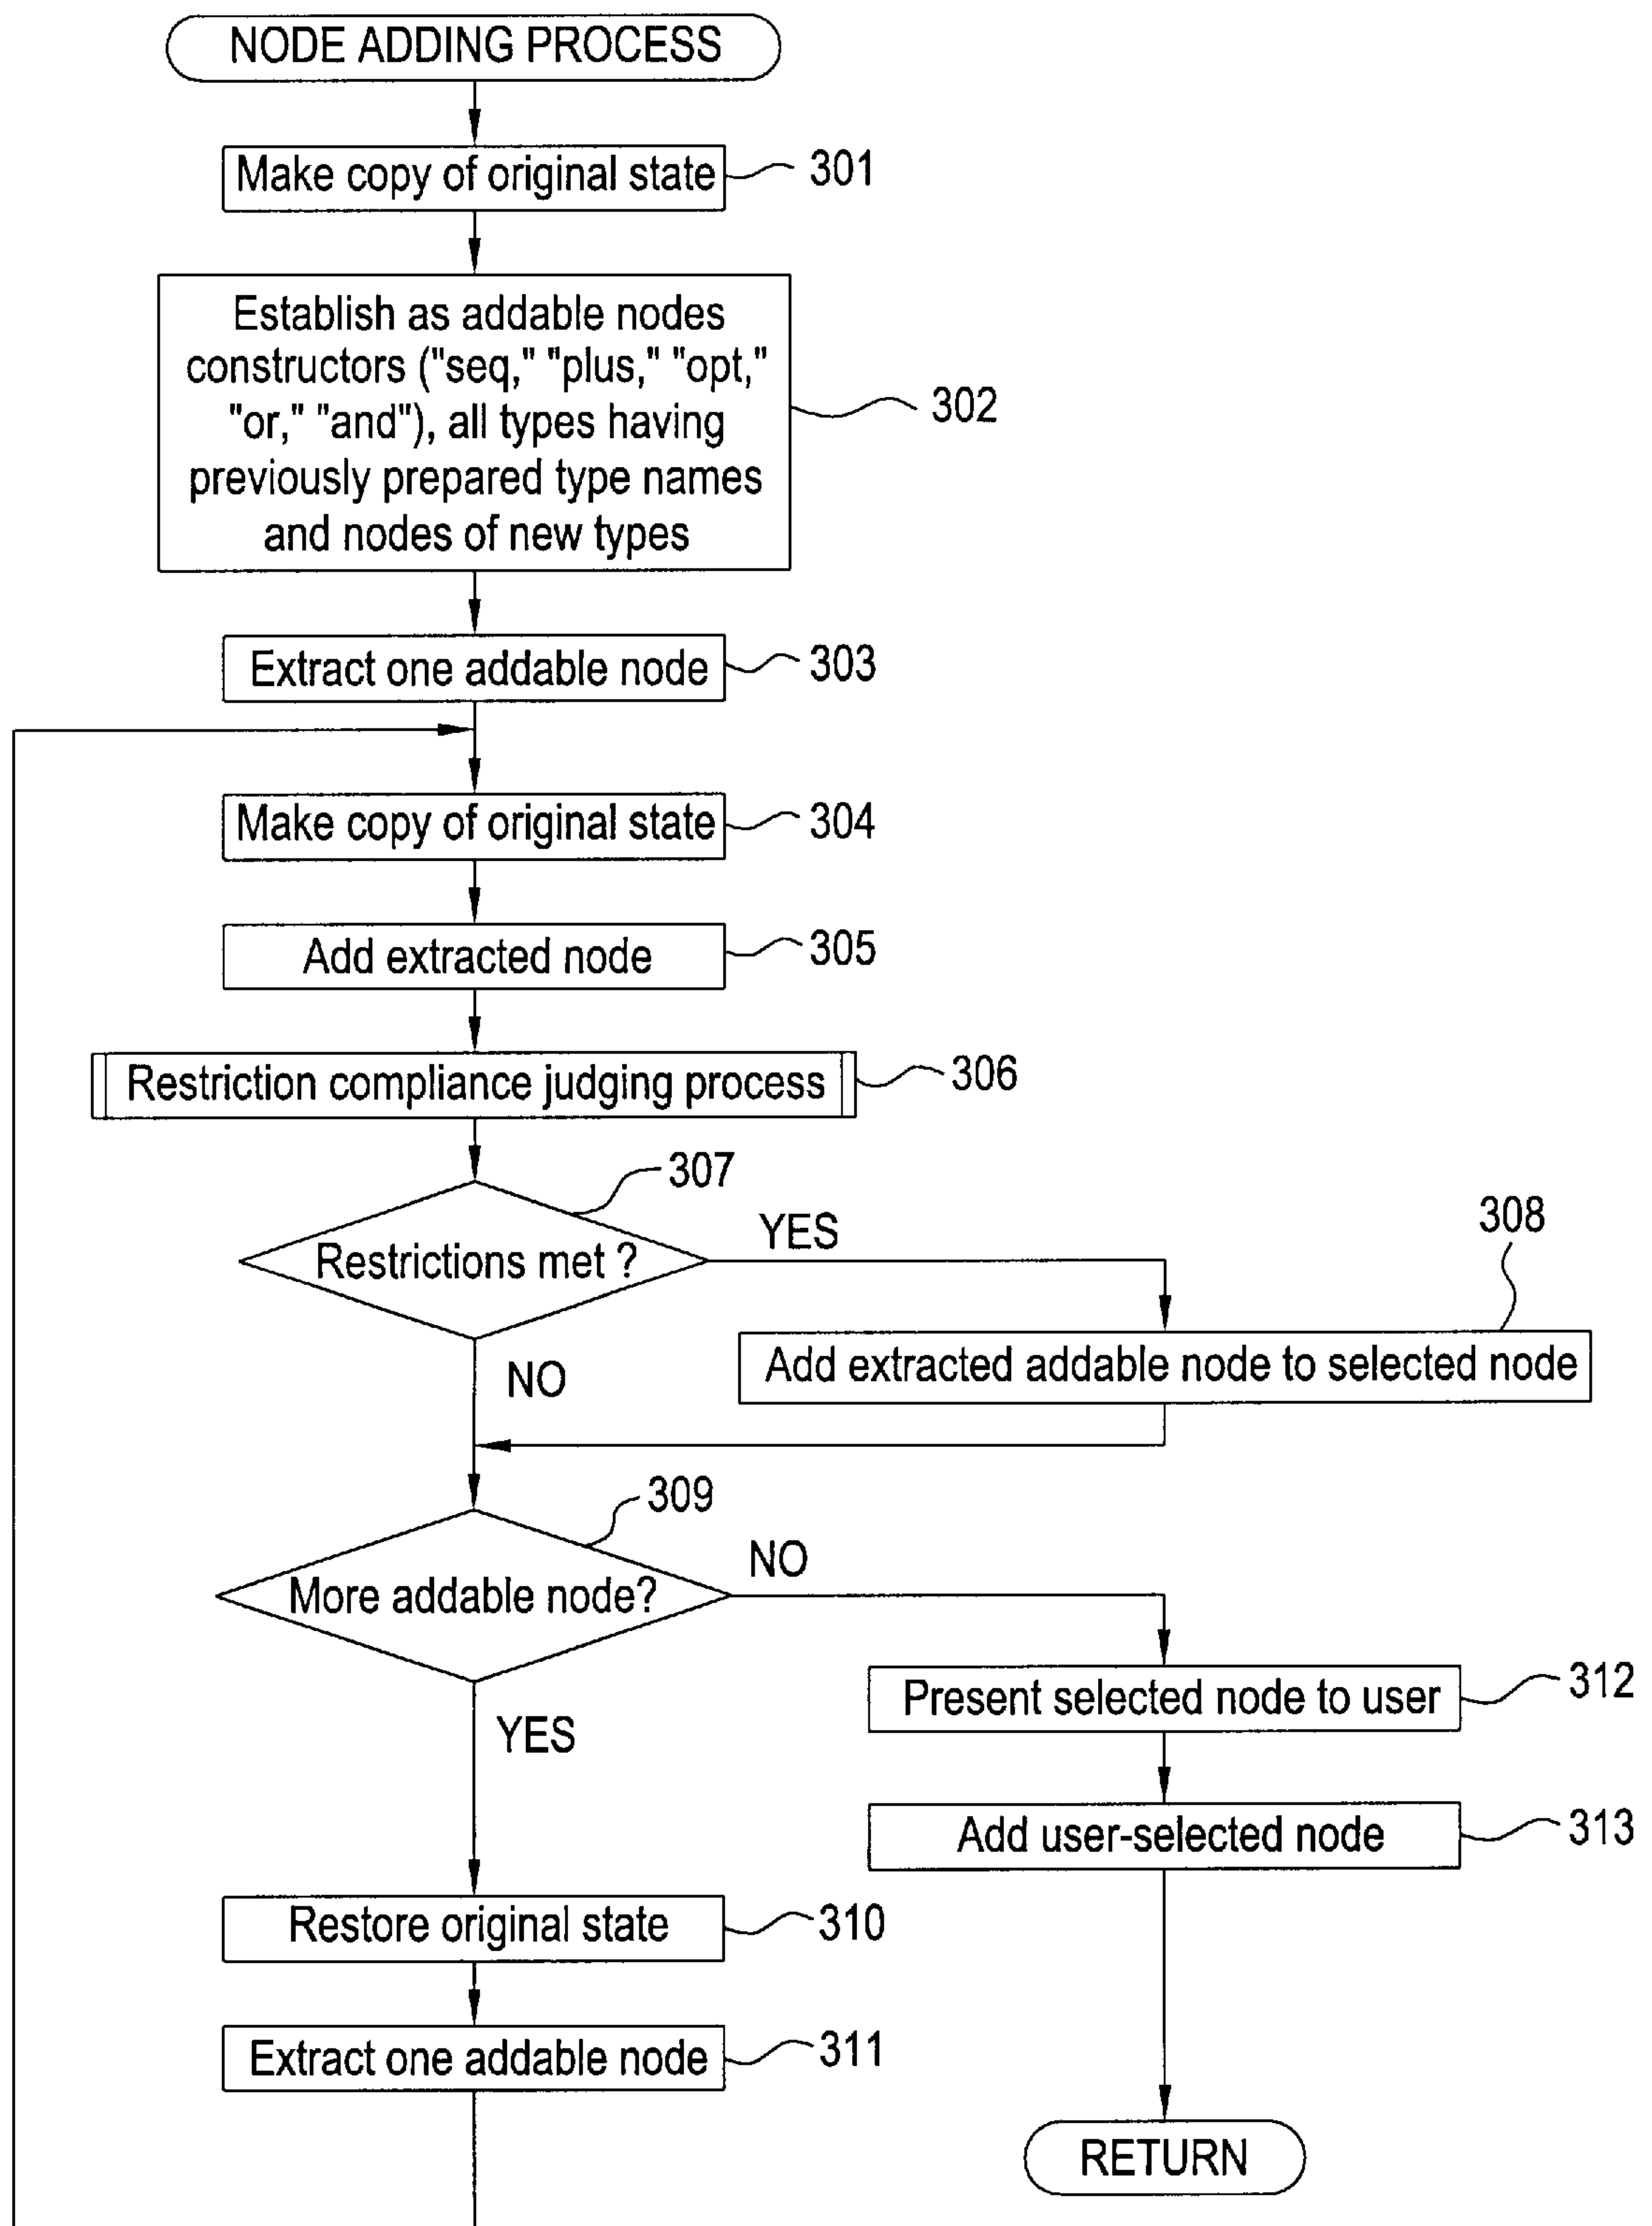 NODE ADDING PROCESS
Make copy of original state
301
Establish as addable nodes
constructors ("seq," "plus," "opt,"
"or," "and"), all types having
previously prepared type names
and nodes of new types
302
Extract one addable node
303
Make copy of original state
304
Add extracted node
305
Restriction compliance judging process
306
307
Restrictions met ?
YES
308
Add extracted addable node to selected node
NO
309
More addable node?
NO
312
Present selected node to user
YES
Add user-selected node
313
Restore original state
310
Extract one addable node
311
RETURN